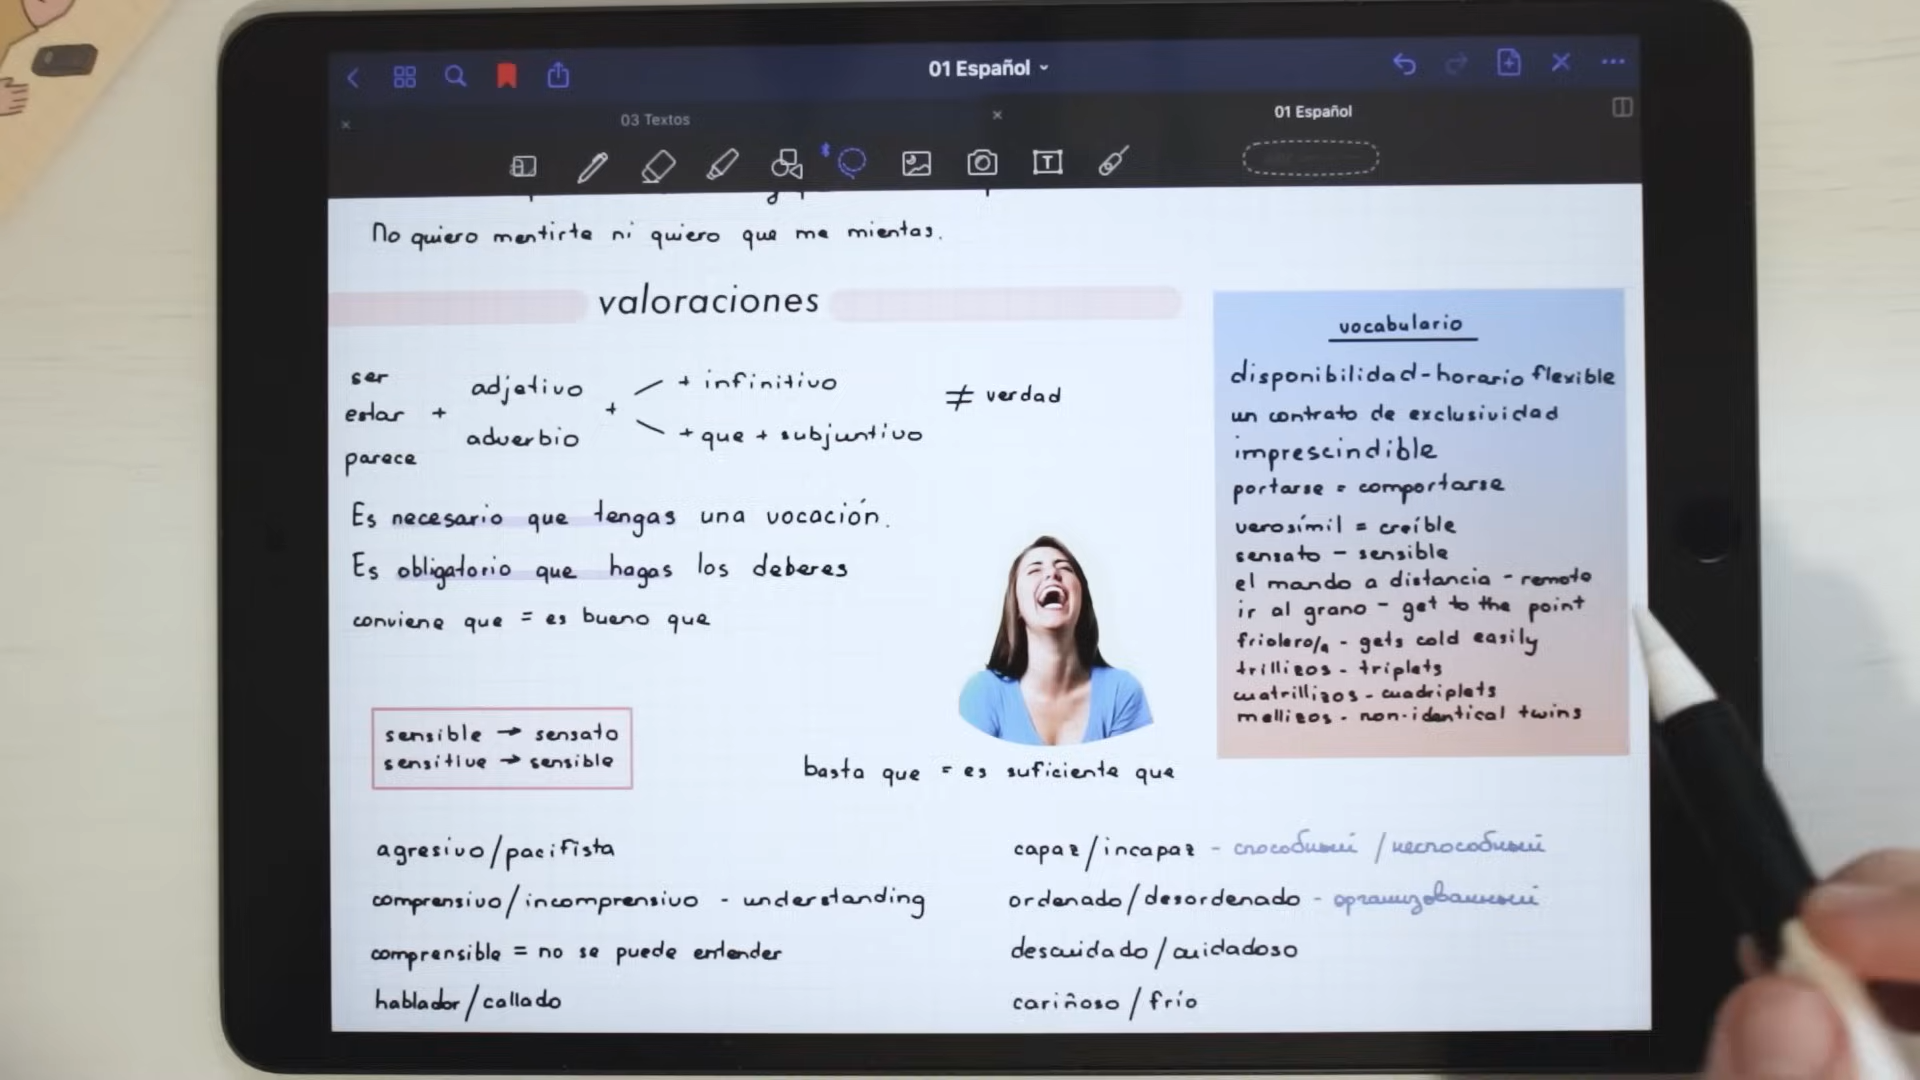 01 Español
03 Textos
01 Español
No quiero mentirte ni quiero que me mientas.
valoraciones
ser
estar + adjetivo + + infinitivo ≠ verdad
parece adverbio + que + subjuntivo
Es necesario que tengas una vocación.
Es obligatorio que hagas los deberes
conviene que = es bueno que
sensible → sensato
sensitive → sensible
basta que = es suficiente que
vocabulario
disponibilidad - horario flexible
un contrato de exclusividad
imprescindible
portarse = comportarse
verosímil = creíble
sensato - sensible
el mando a distancia - remote
ir al grano - get to the point
friolero/a - gets cold easily
trillizos - triplets
cuatrillizos - cuadriplets
mellizos - non-identical twins
agresivo/pacifista
comprensivo/incomprensivo - understanding
comprensible = no se puede entender
hablador/callado
capaz/incapaz - способный /неспособный
ordenado/desordenado - организованный
descuidado/cuidadoso
cariñoso/frío